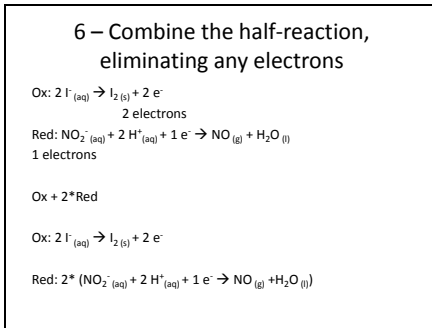 6 – Combine the half-reaction,
eliminating any electrons
Ox: 2 I⁻ (aq) → I₂ (s) + 2 e⁻
2 electrons
Red: NO₂⁻ (aq) + 2 H⁺(aq) + 1 e⁻ → NO (g) + H₂O (l)
1 electrons
Ox + 2*Red
Ox: 2 I⁻ (aq) → I₂ (s) + 2 e⁻
Red: 2* (NO₂⁻ (aq) + 2 H⁺(aq) + 1 e⁻ → NO (g) +H₂O (l))